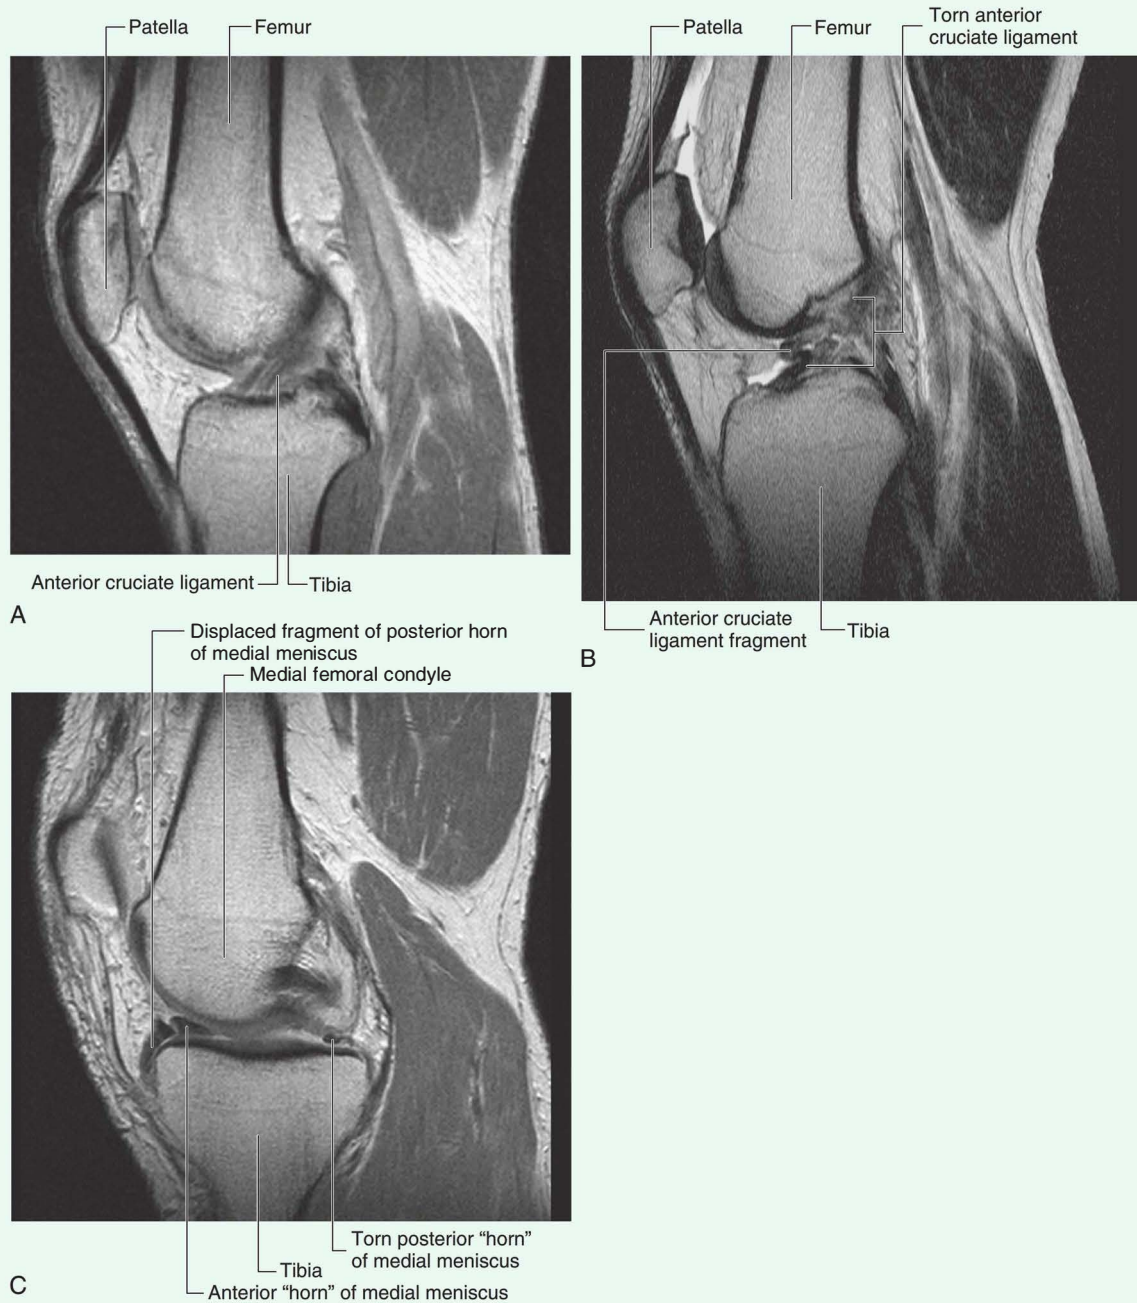 Patella
Femur
Anterior cruciate ligament
Tibia
A
Patella
Femur
Torn anterior
cruciate ligament
Anterior cruciate
ligament fragment
Tibia
B
Displaced fragment of posterior horn
of medial meniscus
Medial femoral condyle
Torn posterior “horn”
of medial meniscus
Tibia
Anterior “horn” of medial meniscus
C